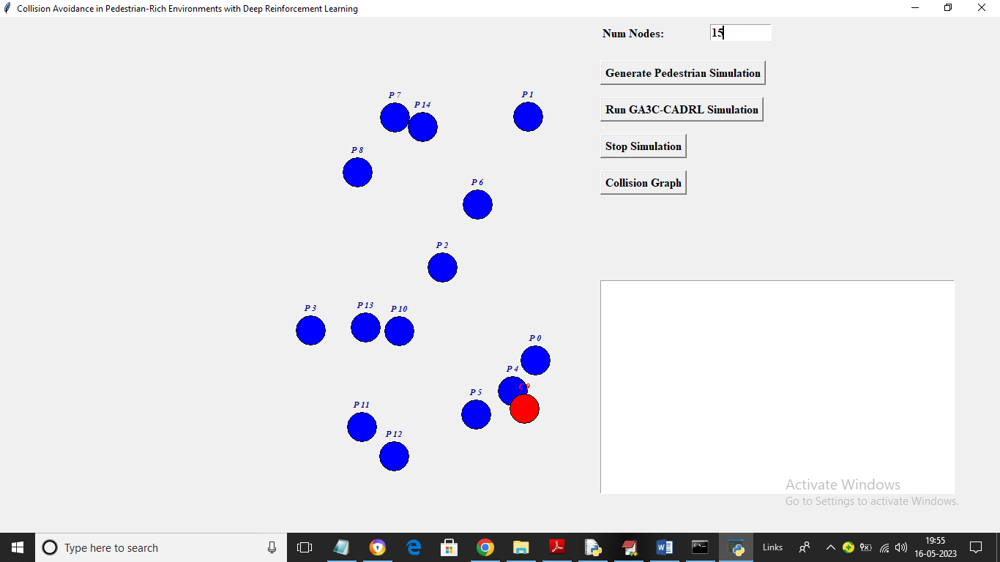 Collision Avoidance in Pedestrian-Rich Environments with Deep Reinforcement Learning
Num Nodes: 15
Generate Pedestrian Simulation
Run GA3C-CADRL Simulation
Stop Simulation
Collision Graph
P 7
P 14
P 1
P 8
P 6
P 2
P 3
P 13
P 10
P 0
P 4
P 5
P 11
P 12
Activate Windows
Go to Settings to activate Windows.
Type here to search
Links
19:55
16-05-2023